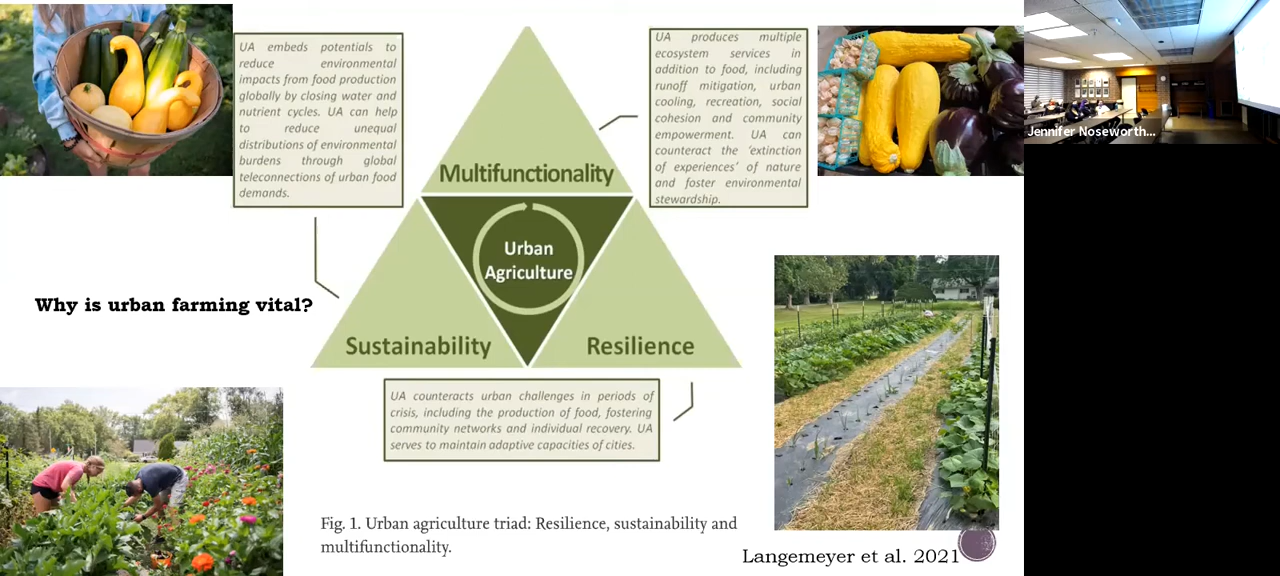 UA embeds potentials to
reduce environmental
impacts from food production
globally by closing water and
nutrient cycles. UA can help
to reduce unequal
distributions of environmental
burdens through global
teleconnections of urban food
demands.
UA produces multiple
ecosystem services in
addition to food, including
runoff mitigation, urban
cooling, recreation, social
cohesion and community
empowerment. UA can
counteract the ‘extinction
of experiences’ of nature
and foster environmental
stewardship.
Jennifer Noseworth...
Multifunctionality
Urban
Agriculture
Why is urban farming vital?
Sustainability
Resilience
UA counteracts urban challenges in periods of
crisis, including the production of food, fostering
community networks and individual recovery. UA
serves to maintain adaptive capacities of cities.
Fig. 1. Urban agriculture triad: Resilience, sustainability and
multifunctionality.
Langemeyer et al. 2021